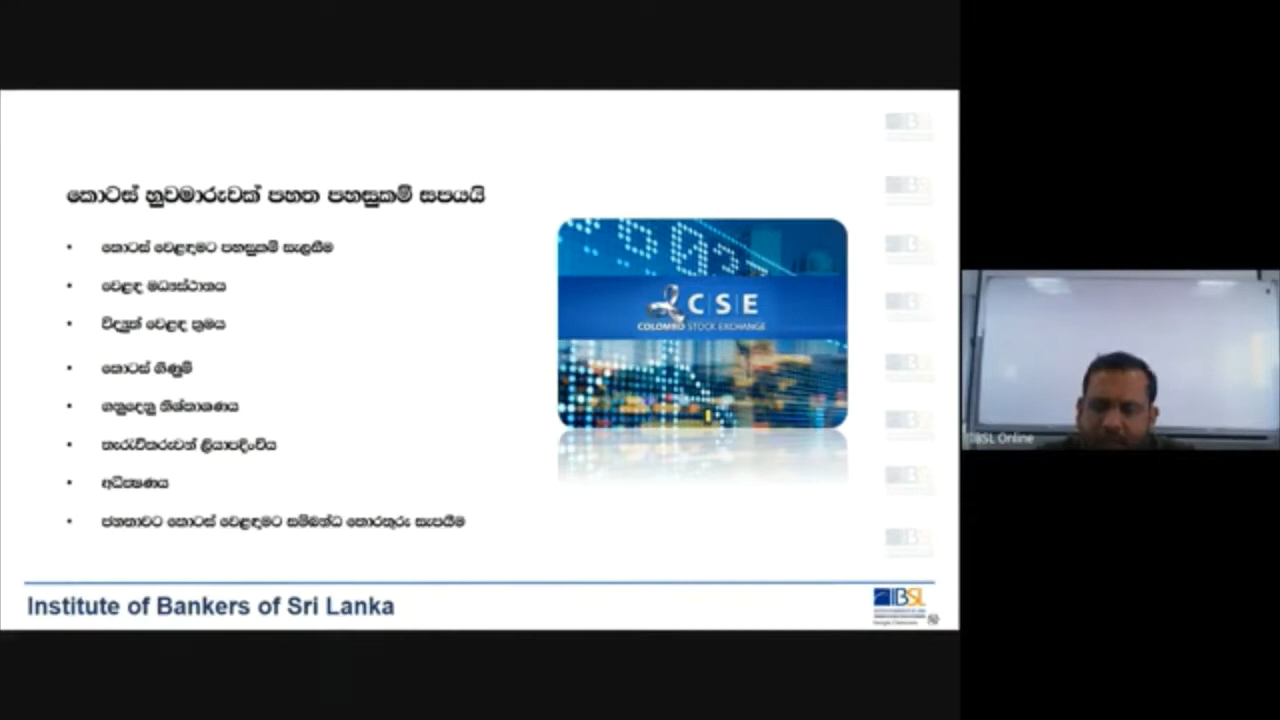 කොටස් හුවමාරුවක් පහත පහසුකම් සපයයි
• කොටස් වෙළඳාමට පහසුකම් සැලසීම
• වෙළඳ මධ්‍යස්ථානය
• විද්‍යුත් වෙළඳ ක්‍රමය
• කොටස් ගිණුම්
• ගනුදෙනු නිශ්කාශණය
• තැරැව්කරුවන් ලියාපදිංචිය
• අධීක්ෂණය
• ජනතාවට කොටස් වෙළඳාමට සම්බන්ධ තොරතුරු සැපයීම
CSE
COLOMBO STOCK EXCHANGE
IBSL Online
Institute of Bankers of Sri Lanka
IBSL